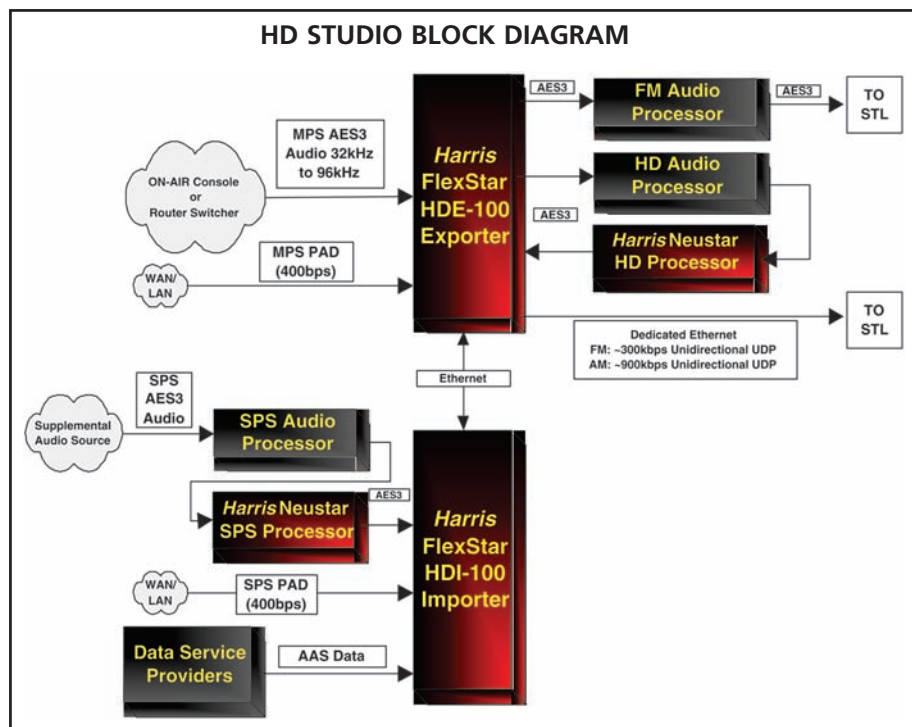 HD STUDIO BLOCK DIAGRAM
AES3
FM Audio
Processor
AES3
TO
STL
MPS AES3
Audio 32kHz
to 96kHz
ON-AIR Console
or
Router Switcher
Harris
FlexStar
HDE-100
Exporter
HD Audio
Processor
AES3
Harris Neustar
HD Processor
MPS PAD
(400bps)
WAN/
LAN
TO
STL
Dedicated Ethernet
FM: ~300kbps Unidirectional UDP
AM: ~900kbps Unidirectional UDP
Ethernet
SPS
AES3
Audio
Supplemental
Audio Source
SPS Audio
Processor
Harris Neustar
SPS Processor
AES3
Harris
FlexStar
HDI-100
Importer
WAN/
LAN
SPS PAD
(400bps)
Data Service
Providers
AAS Data